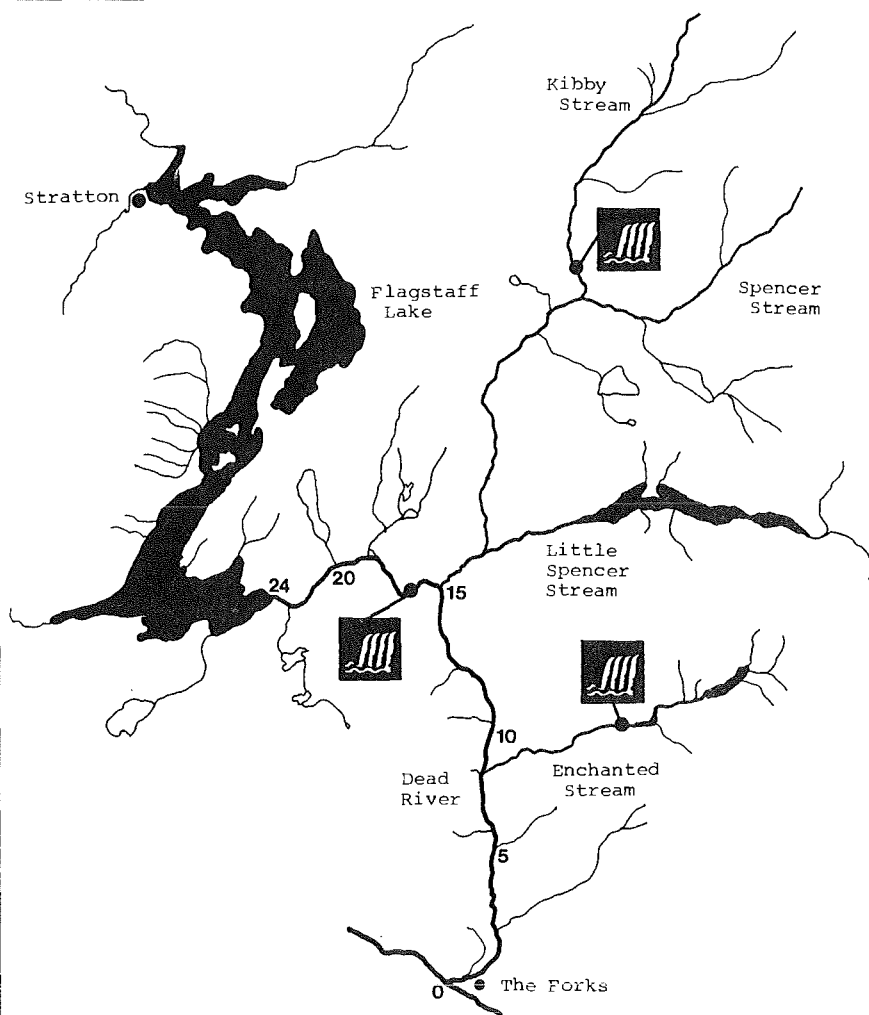 Kibby
Stream
Stratton
Flagstaff
Lake
Spencer
Stream
24
20
15
Little
Spencer
Stream
10
Dead
River
Enchanted
Stream
5
0
The Forks